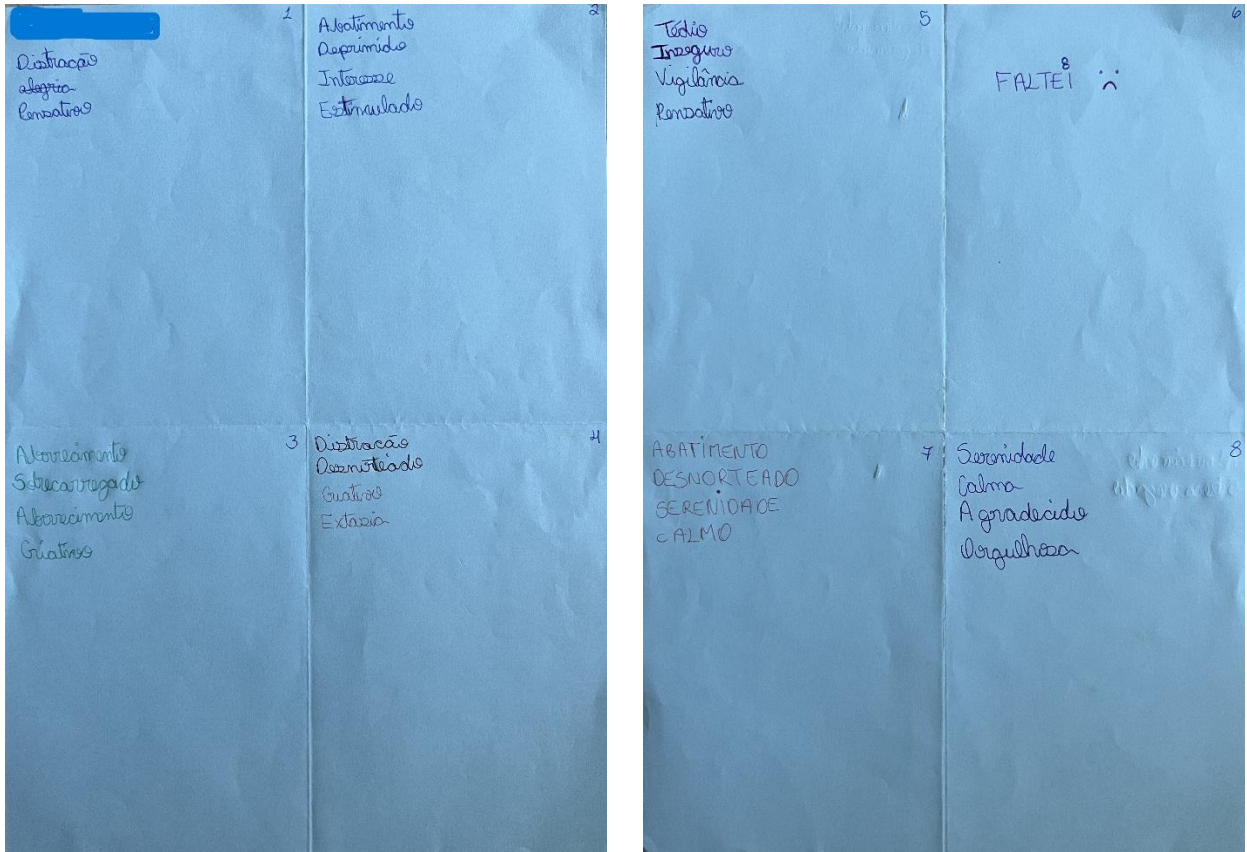 1
Distração
alegria
Pensativo
2
Abatimento
Deprimido
Interesse
Estimulado
3
Aborrecimento
Sobrecarregado
Aborrecimento
Criativo
4
Distração
Desnorteado
Criativo
Extasia
5
Tédio
Inseguro
Vigilância
Pensativo
6
8
FALTEI :(
7
ABATIMENTO
DESNORTEADO
SERENIDADE
CALMO
8
Serenidade
Calma
Agradecido
Orgulhosa